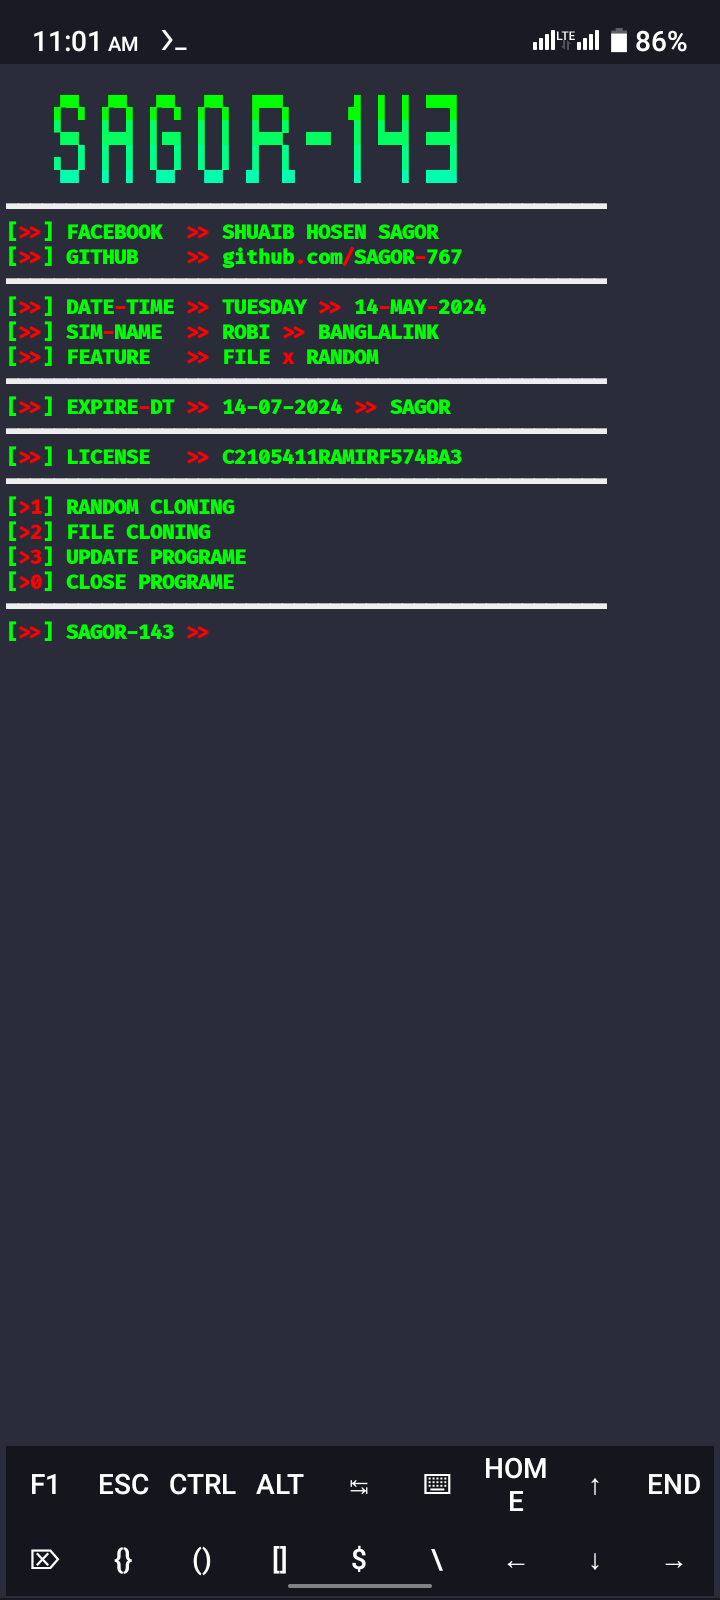 11:01 AM >_ LTE 86%
SAGOR-143
[>>] FACEBOOK >> SHUAIB HOSEN SAGOR
[>>] GITHUB >> github.com/SAGOR-767
[>>] DATE-TIME >> TUESDAY >> 14-MAY-2024
[>>] SIM-NAME >> ROBI >> BANGLALINK
[>>] FEATURE >> FILE x RANDOM
[>>] EXPIRE-DT >> 14-07-2024 >> SAGOR
[>>] LICENSE >> C2105411RAMIRF574BA3
[>1] RANDOM CLONING
[>2] FILE CLONING
[>3] UPDATE PROGRAME
[>0] CLOSE PROGRAME
[>>] SAGOR-143 >>
F1 ESC CTRL ALT ↹ HOME ↑ END
⌦ {} () [] $ \ ← ↓ →